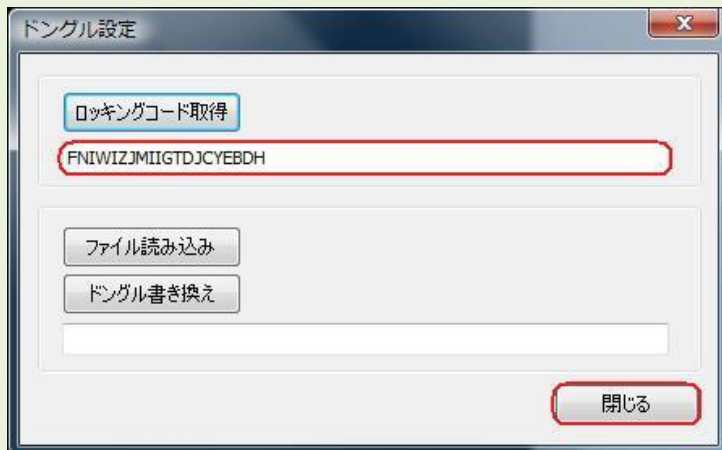 ドングル設定
ロッキングコード取得
FNIWIZJMIIGTDJCYEBDH
ファイル読み込み
ドングル書き換え
閉じる